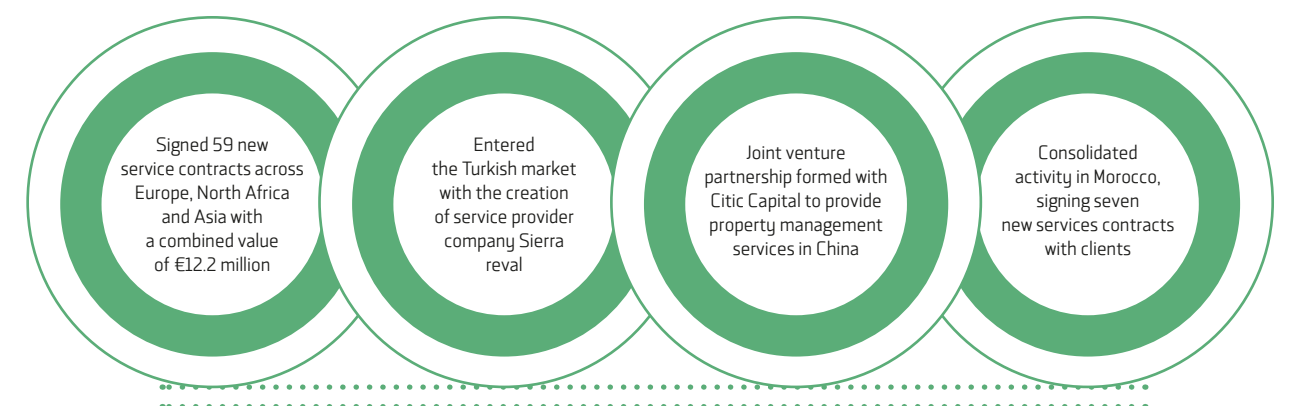 Signed 59 new
service contracts across
Europe, North Africa
and Asia with
a combined value
of €12.2 million
Entered
the Turkish market
with the creation
of service provider
company Sierra
reval
Joint venture
partnership formed with
Citic Capital to provide
property management
services in China
Consolidated
activity in Morocco,
signing seven
new services contracts
with clients